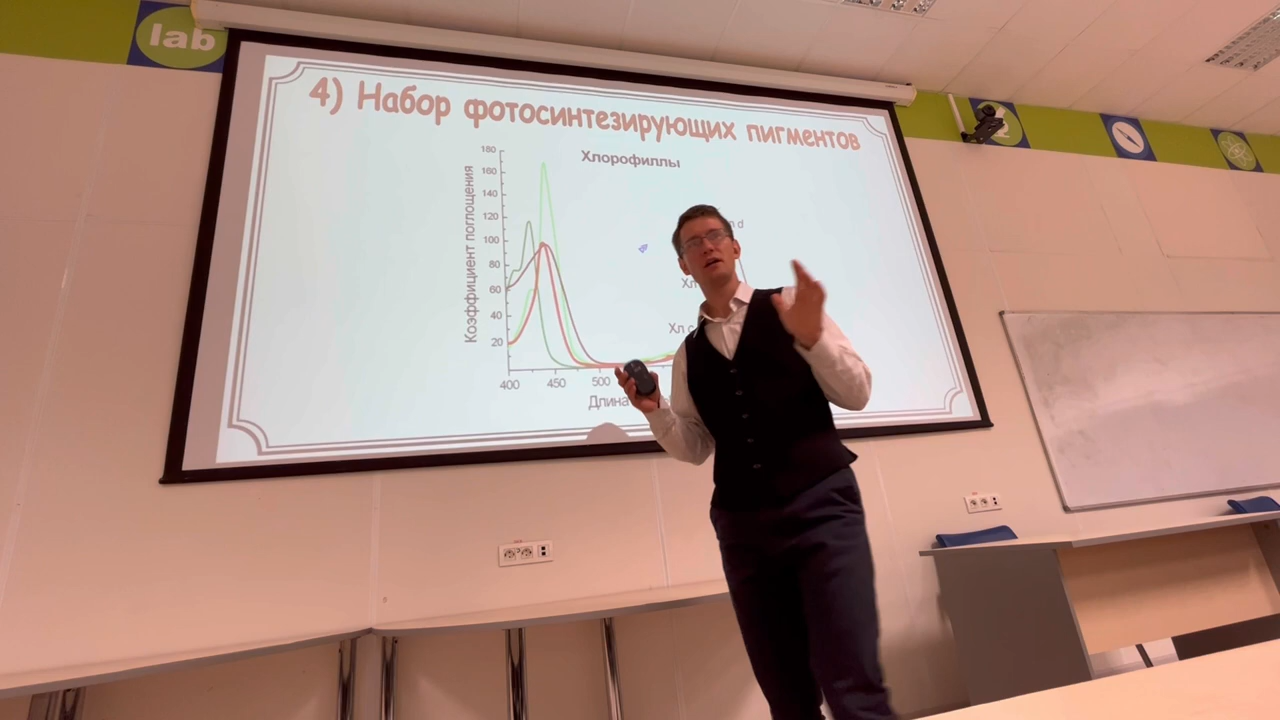 lab
4) Набор фотосинтезирующих пигментов
Хлорофиллы
Коэффициент поглощения
180
160
140
120
100
80
60
40
20
400
450
500
Длина
Хл c